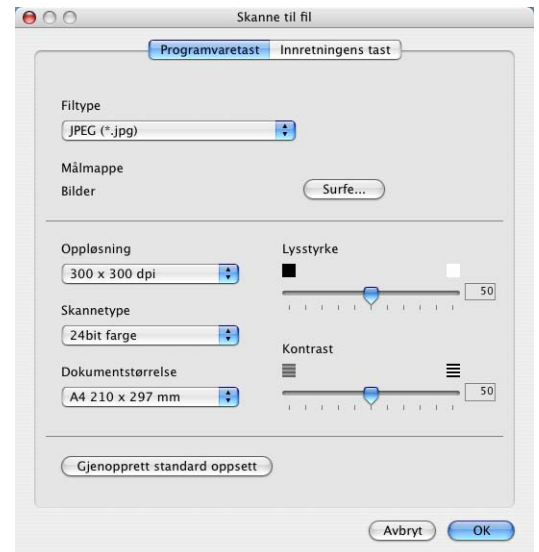 Skanne til fil
Programvaretast Innretningens tast
Filtype
JPEG (*.jpg)
Målmappe
Bilder Surfe...
Oppløsning
300 x 300 dpi
Skannetype
24bit farge
Dokumentstørrelse
A4 210 x 297 mm
Lysstyrke
50
Kontrast
50
Gjenopprett standard oppsett
Avbryt OK